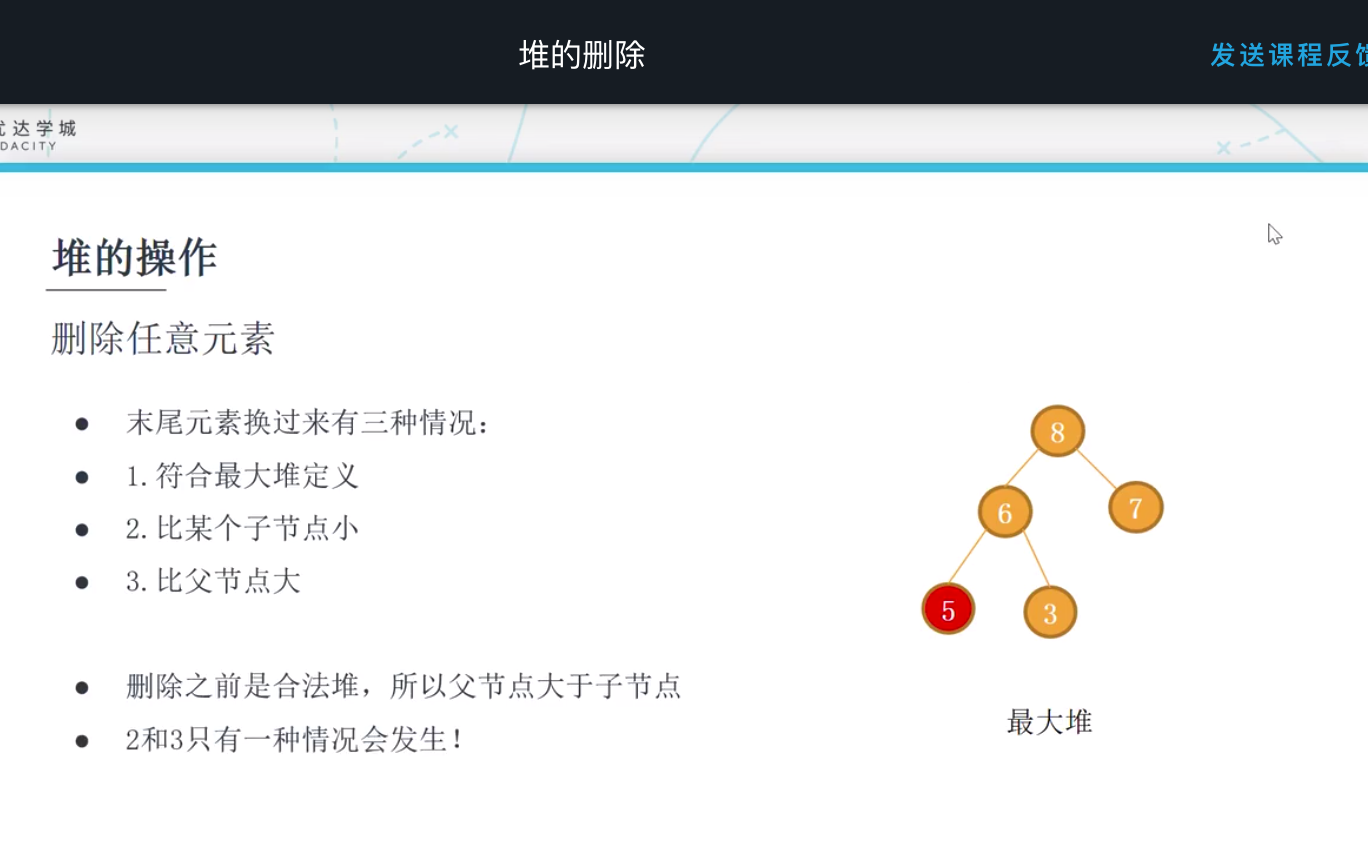 堆的删除
发送课程反馈
优达学城
DACITY
堆的操作
删除任意元素
● 末尾元素换过来有三种情况：
● 1.符合最大堆定义
● 2.比某个子节点小
● 3.比父节点大
● 删除之前是合法堆，所以父节点大于子节点
● 2和3只有一种情况会发生！
8
6
7
5
3
最大堆